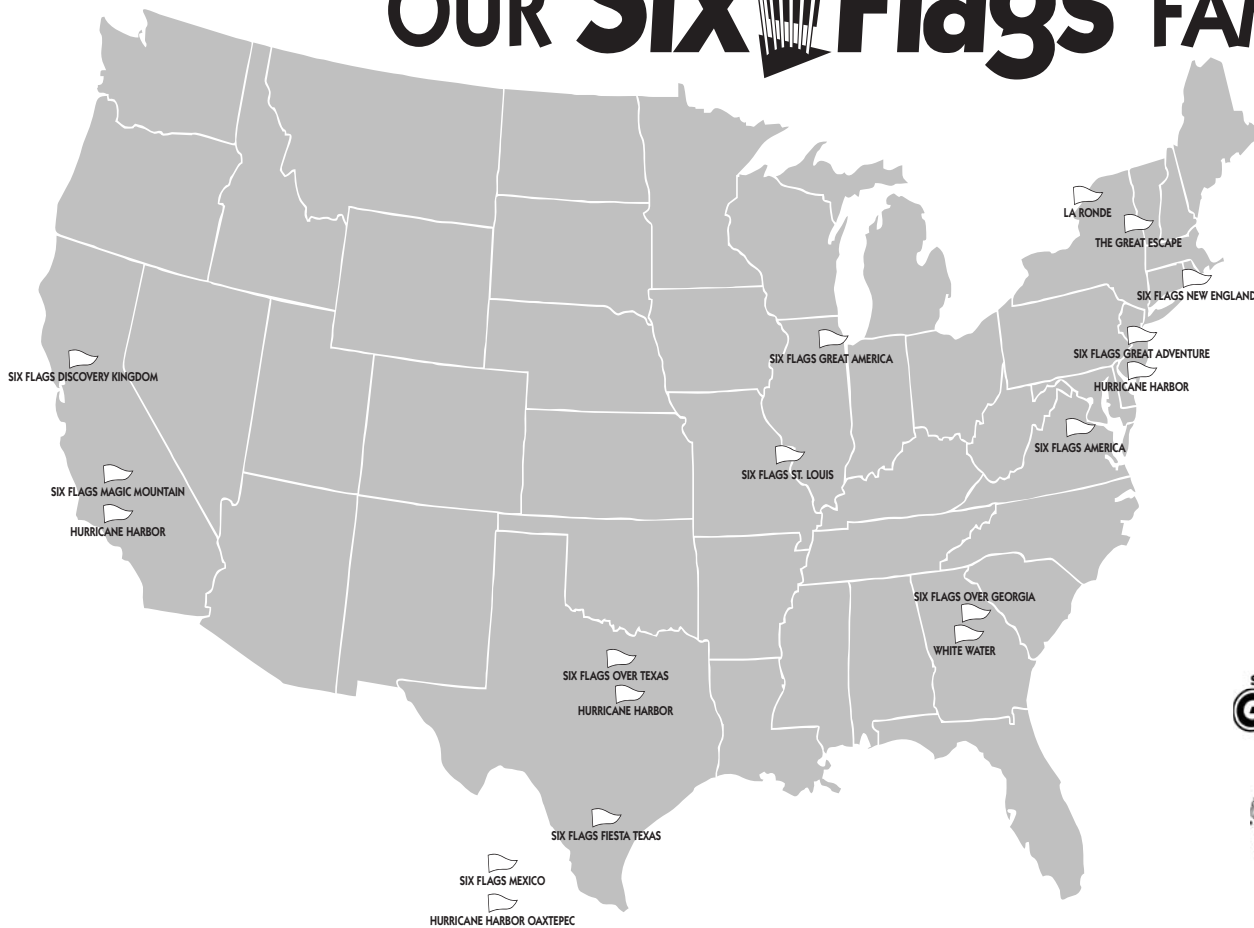 OUR Six Flags
LA RONDE
THE GREAT ESCAPE
SIX FLAGS NEW ENGLAND
SIX FLAGS GREAT ADVENTURE
HURRICANE HARBOR
SIX FLAGS GREAT AMERICA
SIX FLAGS DISCOVERY KINGDOM
SIX FLAGS AMERICA
SIX FLAGS ST. LOUIS
SIX FLAGS MAGIC MOUNTAIN
HURRICANE HARBOR
SIX FLAGS OVER GEORGIA
WHITE WATER
SIX FLAGS OVER TEXAS
HURRICANE HARBOR
SIX FLAGS FIESTA TEXAS
SIX FLAGS MEXICO
HURRICANE HARBOR OAXTEPEC